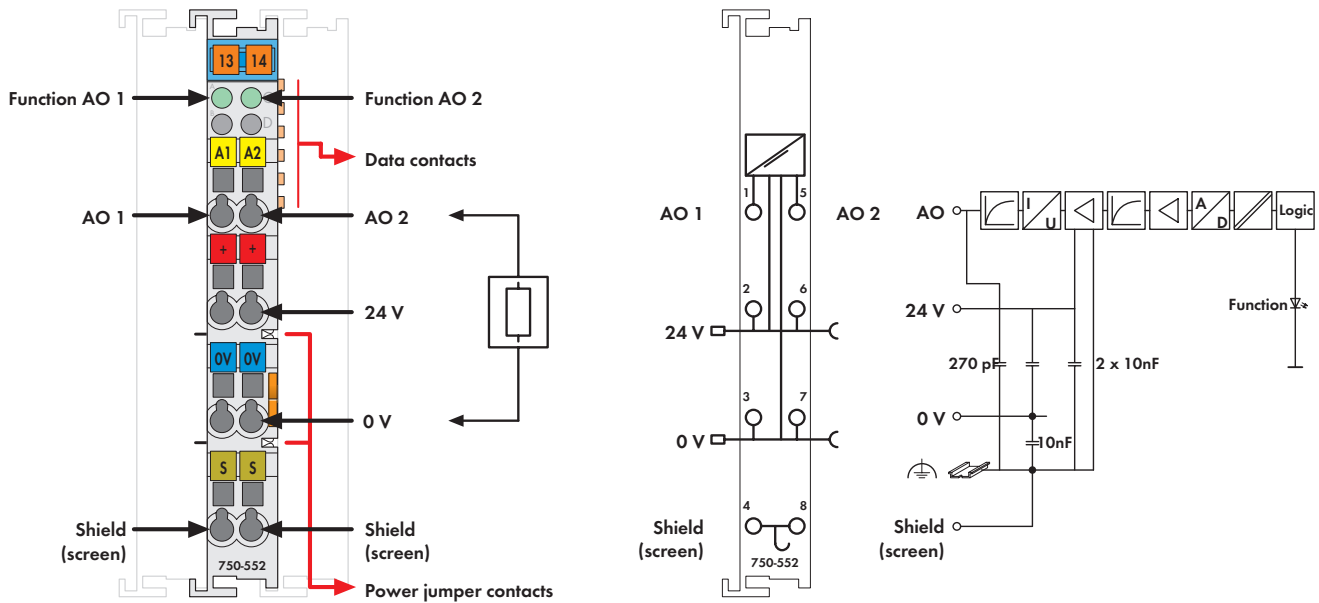 13 14
Function AO 1
Function AO 2
A1 A2
Data contacts
AO 1
AO 2
+ +
24 V
0V 0V
0 V
S S
Shield
(screen)
Shield
(screen)
750-552
Power jumper contacts
1
5
AO 1
AO 2
2
6
24 V
3
7
0 V
4
8
Shield
(screen)
750-552
AO
I
U
A
D
Logic
24 V
Function
270 pF
2 x 10nF
0 V
10nF
Shield
(screen)